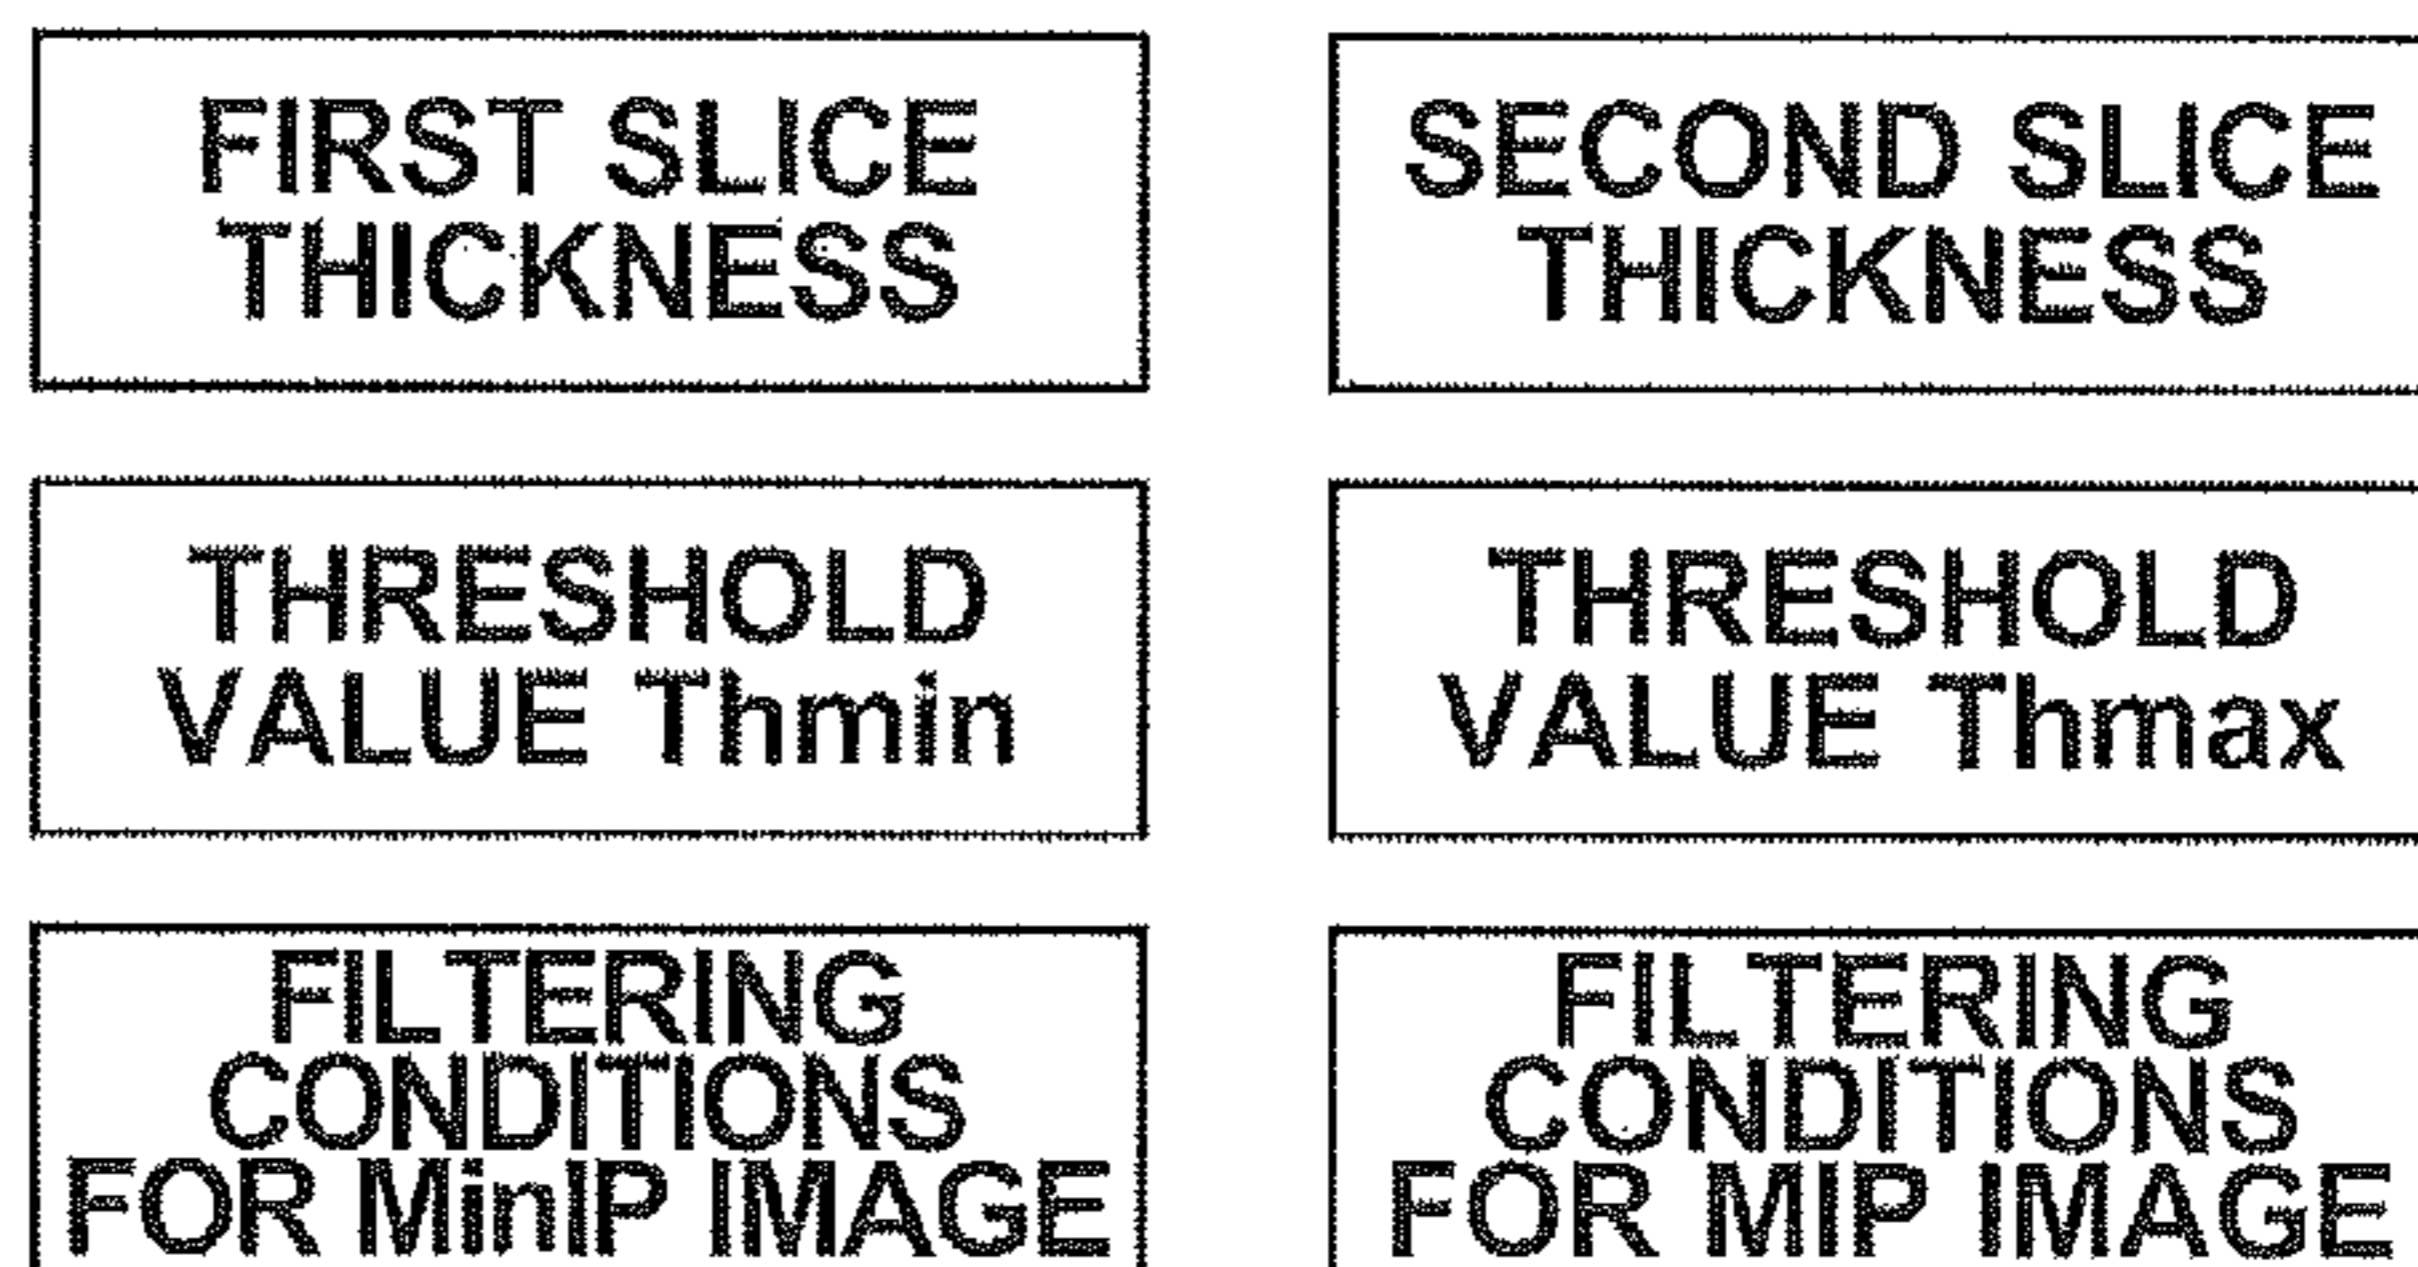 FIRST SLICE
THICKNESS
SECOND SLICE
THICKNESS
THRESHOLD
VALUE Thmin
THRESHOLD
VALUE Thmax
FILTERING
CONDITIONS
FOR MinIP IMAGE
FILTERING
CONDITIONS
FOR MIP IMAGE